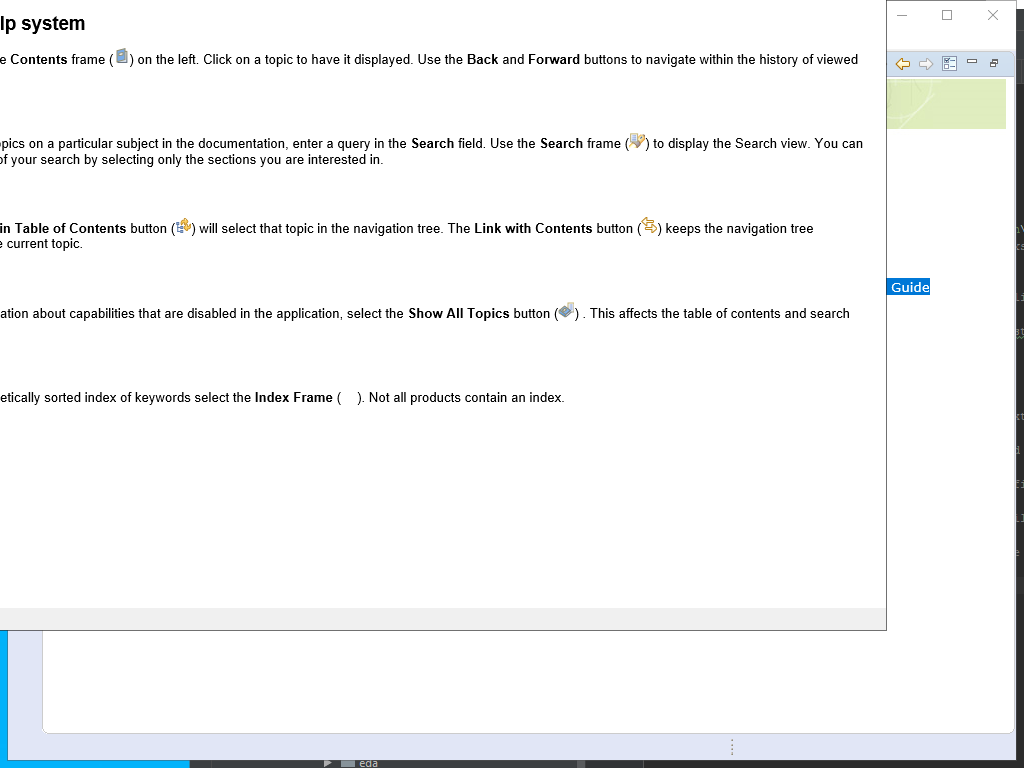 lp system
e Contents frame ( ) on the left. Click on a topic to have it displayed. Use the Back and Forward buttons to navigate within the history of viewed
pics on a particular subject in the documentation, enter a query in the Search field. Use the Search frame ( ) to display the Search view. You can
of your search by selecting only the sections you are interested in.
in Table of Contents button ( ) will select that topic in the navigation tree. The Link with Contents button ( ) keeps the navigation tree
e current topic.
Guide
ation about capabilities that are disabled in the application, select the Show All Topics button ( ) . This affects the table of contents and search
etically sorted index of keywords select the Index Frame ( ). Not all products contain an index.
eda